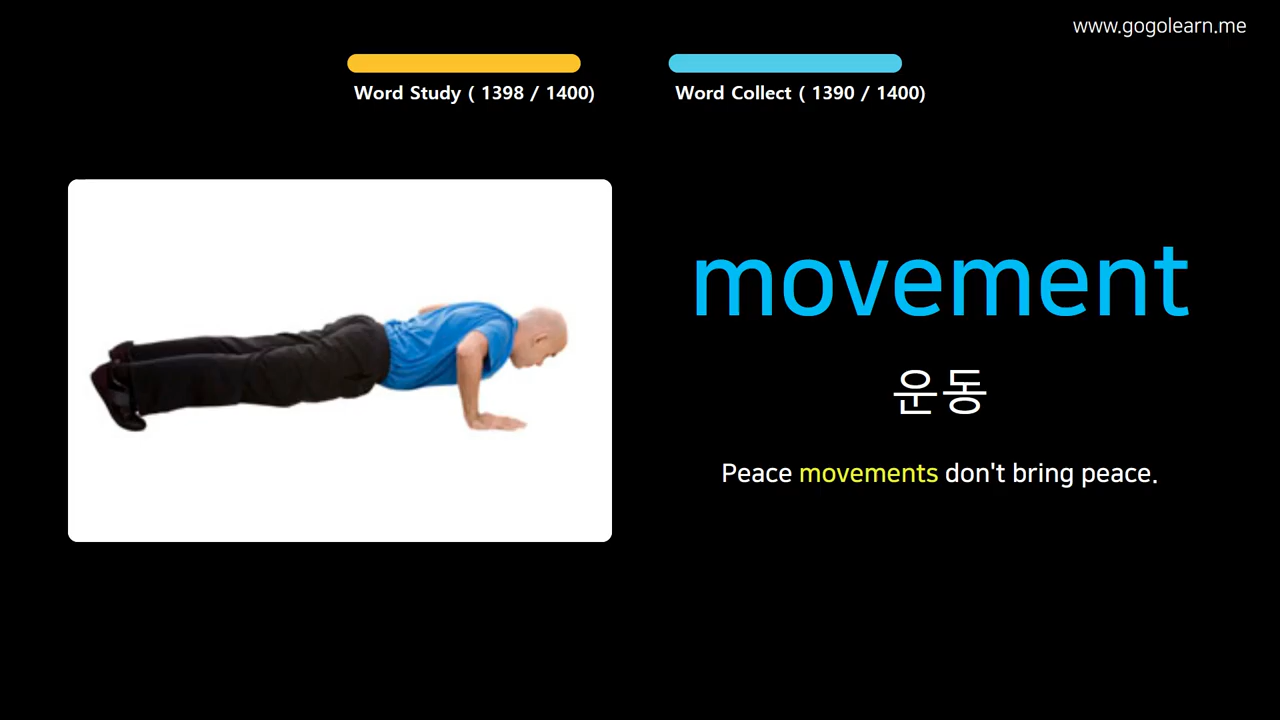 www.gogolearn.me
Word Study ( 1398 / 1400)
Word Collect ( 1390 / 1400)
movement
운동
Peace movements don't bring peace.